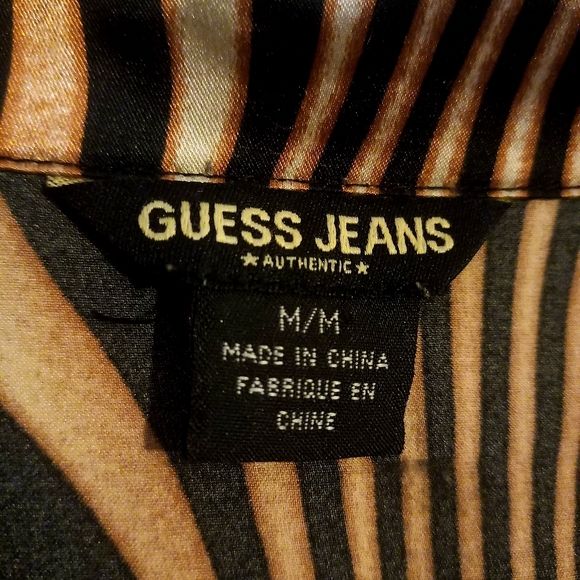 GUESS JEANS
★AUTHENTIC★
M/M
MADE IN CHINA
FABRIQUE EN
CHINE